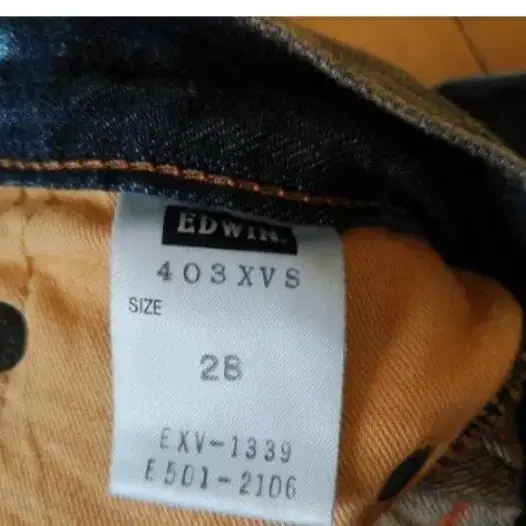 EDWIN.
403XVS
SIZE
28
EXV-1339
E501-2106